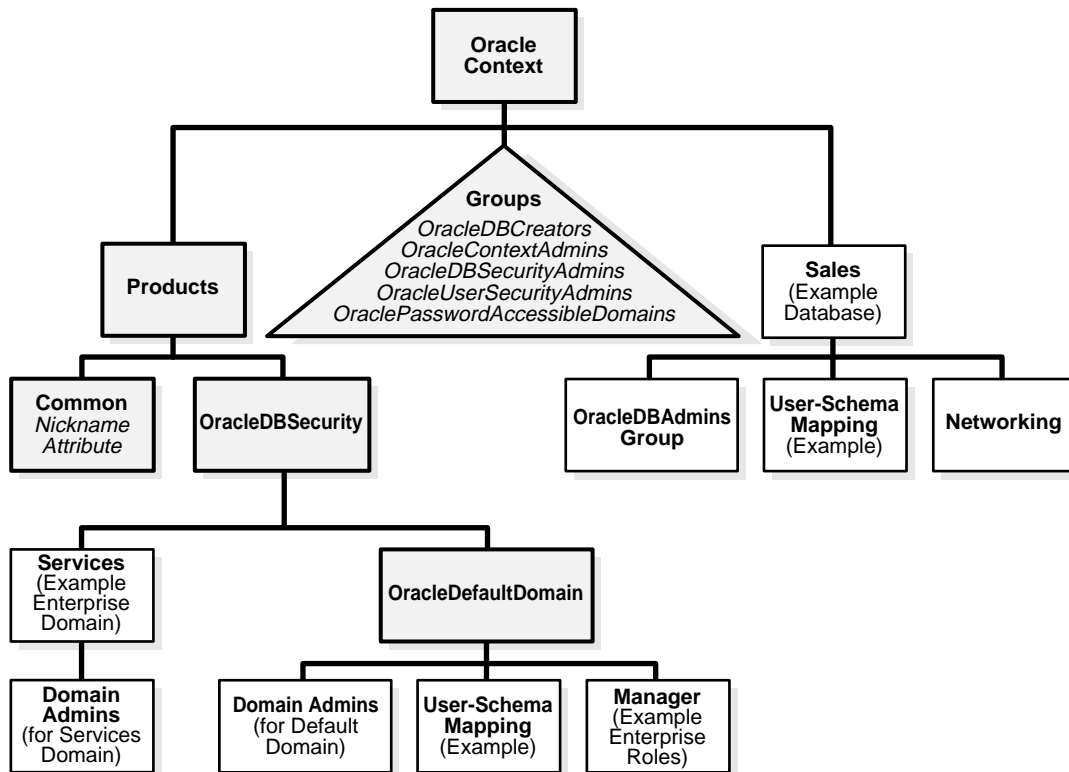 Oracle
Context
Groups
OracleDBCreators
OracleContextAdmins
OracleDBSecurityAdmins
OracleUserSecurityAdmins
OraclePasswordAccessibleDomains
Products
Sales
(Example
Database)
Common
Nickname
Attribute
OracleDBSecurity
OracleDBAdmins
Group
User-Schema
Mapping
(Example)
Networking
Services
(Example
Enterprise
Domain)
OracleDefaultDomain
Domain
Admins
(for Services
Domain)
Domain Admins
(for Default
Domain)
User-Schema
Mapping
(Example)
Manager
(Example
Enterprise
Roles)